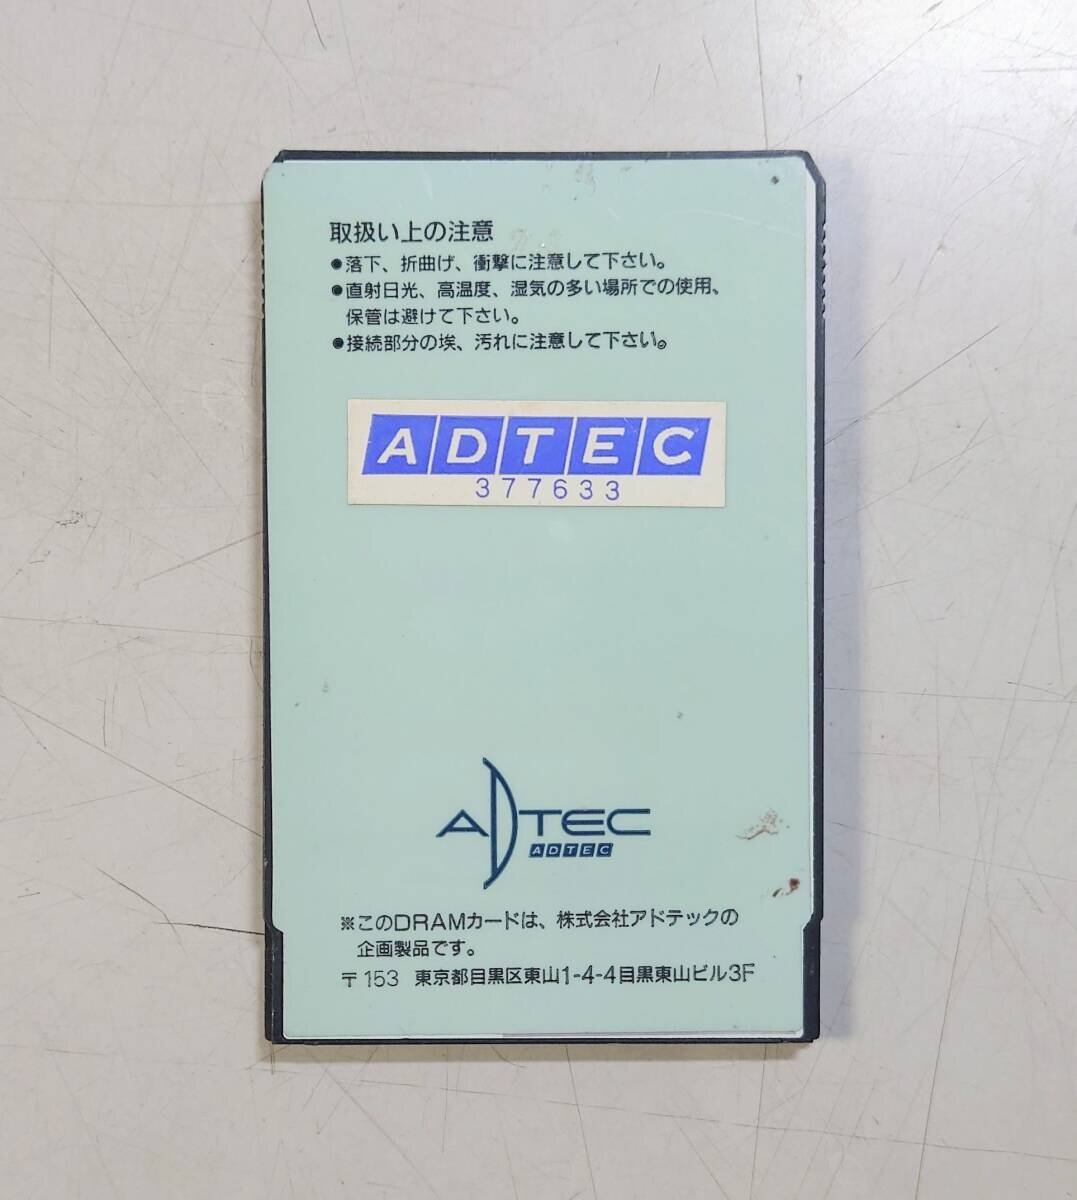 取扱い上の注意
●落下、折曲げ、衝撃に注意して下さい。
●直射日光、高温度、湿気の多い場所での使用、
保管は避けて下さい。
●接続部分の埃、汚れに注意して下さい。
ADTEC
377633
ADTEC
ADTEC
※このDRAMカードは、株式会社アドテックの
企画製品です。
〒153 東京都目黒区東山1-4-4目黒東山ビル3F